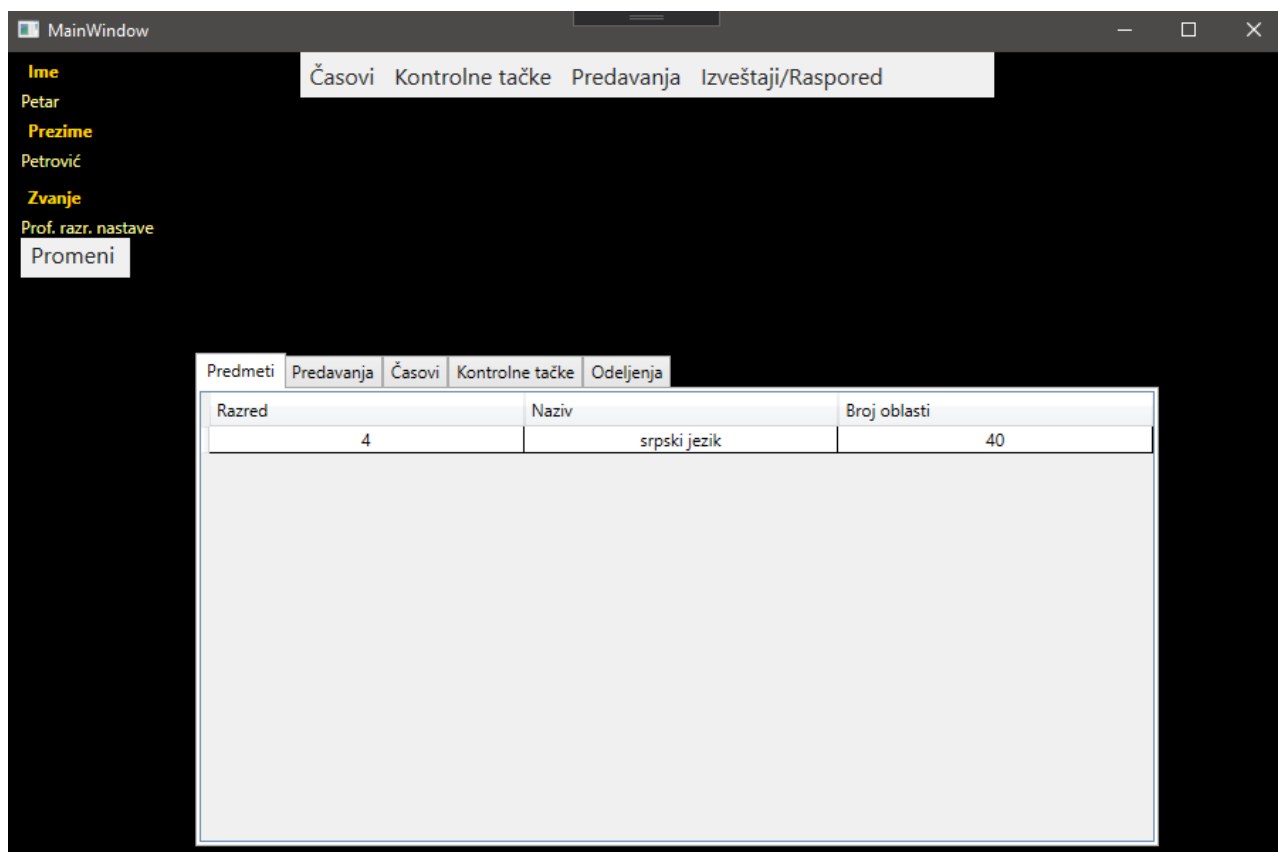 MainWindow
Ime
Petar
Prezime
Petrović
Zvanje
Prof. razr. nastave
Promeni
Časovi Kontrolne tačke Predavanja Izveštaji/Raspored
Predmeti Predavanja Časovi Kontrolne tačke Odeljenja
Razred Naziv Broj oblasti
4 srpski jezik 40